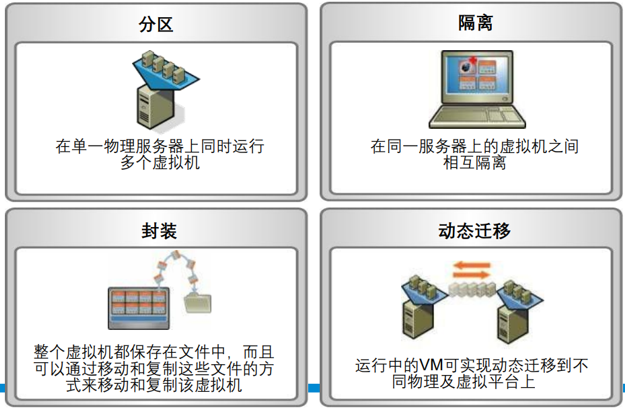 分区
在单一物理服务器上同时运行
多个虚拟机
隔离
在同一服务器上的虚拟机之间
相互隔离
封装
整个虚拟机都保存在文件中，而且
可以通过移动和复制这些文件的方
式来移动和复制该虚拟机
动态迁移
运行中的VM可实现动态迁移到不
同物理及虚拟平台上